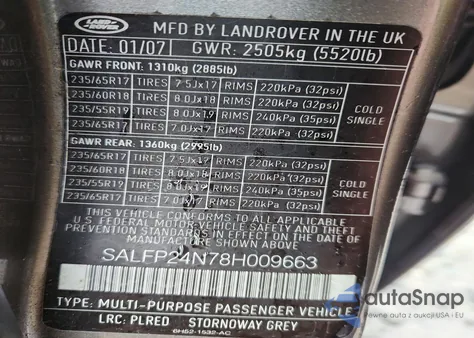 LAND-
ROVER
MFD BY LANDROVER IN THE UK
DATE: 01/07 GWR: 2505kg (5520lb)
GAWR FRONT: 1310kg (2885lb)
235/65R17 TIRES 7.5Jx17 RIMS 220kPa (32psi)
235/60R18 TIRES 8.0Jx18 RIMS 220kPa (32psi)
235/55R19 TIRES 8.0Jx19 RIMS 240kPa (35psi)
235/65R17 TIRES 7.0Jx17 RIMS 220kPa (32psi)
COLD
SINGLE
GAWR REAR: 1360kg (2995lb)
235/65R17 TIRES 7.5Jx17 RIMS 220kPa (32psi)
235/60R18 TIRES 8.0Jx18 RIMS 220kPa (32psi)
235/55R19 TIRES 8.0Jx19 RIMS 240kPa (35psi)
235/65R17 TIRES 7.0Jx17 RIMS 220kPa (32psi)
COLD
SINGLE
THIS VEHICLE CONFORMS TO ALL APPLICABLE
U.S. FEDERAL MOTOR VEHICLE SAFETY AND THEFT
PREVENTION STANDARDS IN EFFECT ON THE DATE
OF MANUFACTURE SHOWN ABOVE.
SALFP24N78H009663
TYPE: MULTI-PURPOSE PASSENGER VEHICLE
LRC: PLRED STORNOWAY GREY
6H52-1532-AC
autoSnap